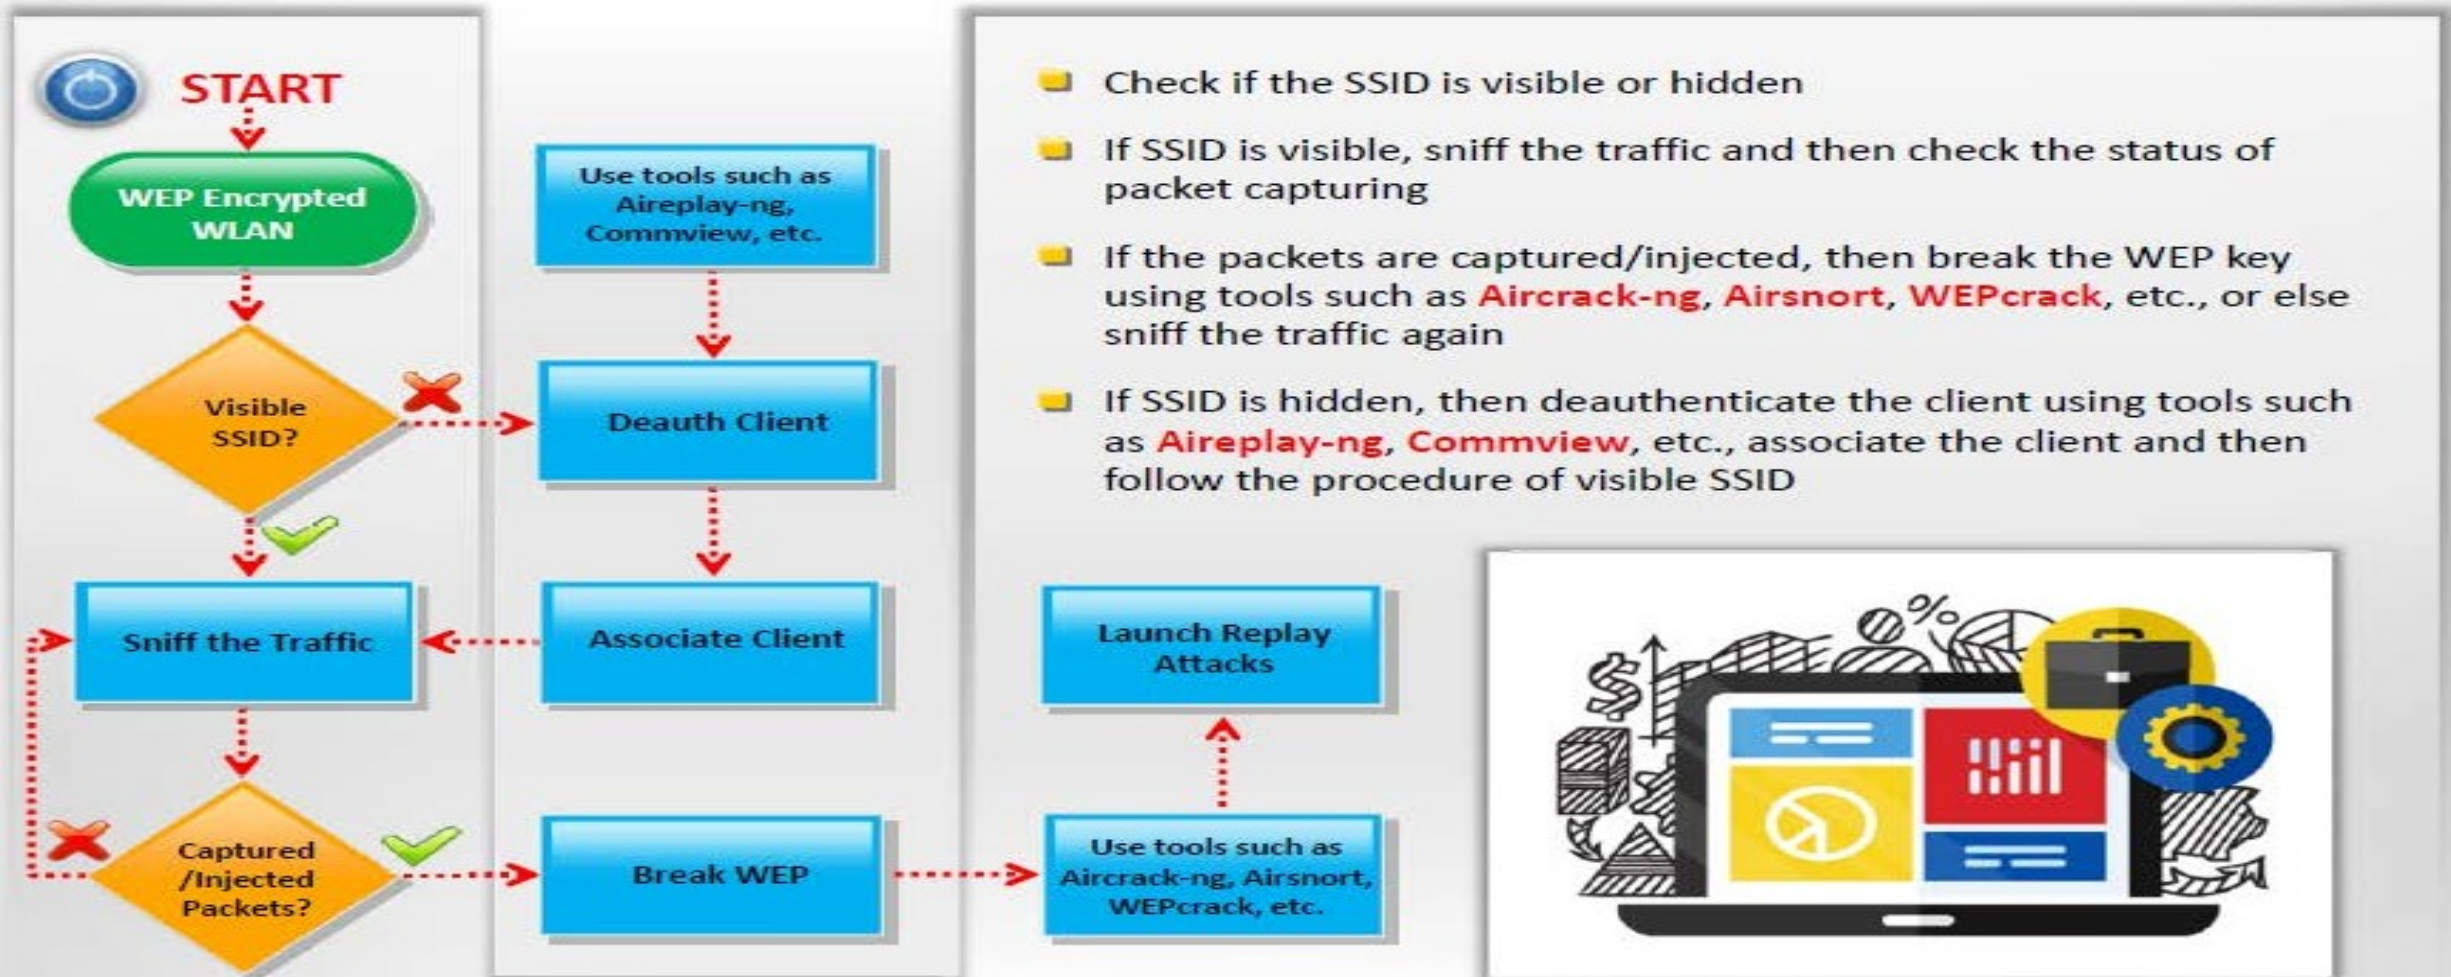 START
WEP Encrypted
WLAN
Visible
SSID?
Sniff the Traffic
Captured
/Injected
Packets?
Use tools such as
Aireplay-ng,
Commview, etc.
Deauth Client
Associate Client
Break WEP
Check if the SSID is visible or hidden
If SSID is visible, sniff the traffic and then check the status of
packet capturing
If the packets are captured/injected, then break the WEP key
using tools such as Aircrack-ng, Airsnort, WEPcrack, etc., or else
sniff the traffic again
If SSID is hidden, then deauthenticate the client using tools such
as Aireplay-ng, Commview, etc., associate the client and then
follow the procedure of visible SSID
Launch Replay
Attacks
Use tools such as
Aircrack-ng, Airsnort,
WEPcrack, etc.
$
%